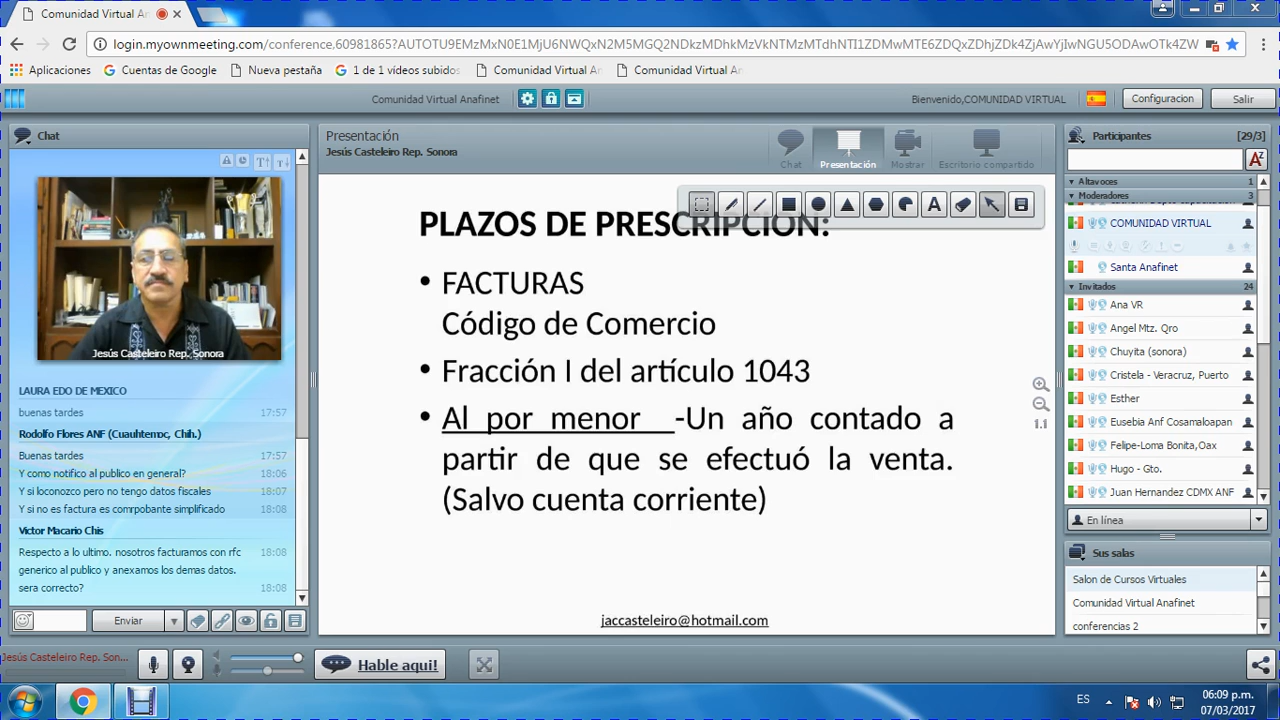 Comunidad Virtual Anaf
login.myownmeeting.com/conference,60981865?AUTOTU9EMzMxN0E1MjU6NWQxN2M5MGQ2NDkzMDhkMzVkNTMzMTdhNTI1ZDMwMTE6ZDQxZDhjZDk4ZjAwYjIwNGU5ODAwOTk4ZW
Aplicaciones
Cuentas de Google
Nueva pestaña
1 de 1 vídeos subidos
Comunidad Virtual An
Comunidad Virtual An
Comunidad Virtual Anafinet
Bienvenido,COMUNIDAD VIRTUAL
Configuracion
Salir
Chat
Jesús Casteleiro Rep. Sonora
LAURA EDO DE MEXICO
buenas tardes 17:57
Rodolfo Flores ANF (Cuauhtemoc, Chih.)
Buenas tardes 17:57
Y como notifico al publico en general? 18:06
Y si loconozco pero no tengo datos fiscales 18:07
Y si no es factura es comrpobante simplificado 18:08
Victor Macario Chis
Respecto a lo ultimo. nosotros facturamos con rfc 18:08
generico al publico y anexamos los demas datos.
sera correcto? 18:08
Enviar
Presentación
Jesús Casteleiro Rep. Sonora
Chat
Presentación
Mostrar
Escritorio compartido
A
PLAZOS DE PRESCRIPCION:
• FACTURAS
Código de Comercio
• Fracción I del artículo 1043
• Al por menor -Un año contado a
partir de que se efectuó la venta.
(Salvo cuenta corriente)
jaccasteleiro@hotmail.com
1.1
Participantes [29/3]
Altavoces 1
Moderadores 3
COMUNIDAD VIRTUAL
Santa Anafinet
Invitados 24
Ana VR
Angel Mtz. Qro
Chuyita (sonora)
Cristela - Veracruz, Puerto
Esther
Eusebia Anf Cosamaloapan
Felipe-Loma Bonita,Oax
Hugo - Gto.
Juan Hernandez CDMX ANF
En línea
Sus salas
Salon de Cursos Virtuales
Comunidad Virtual Anafinet
conferencias 2
Jesús Casteleiro Rep. Son...
Hable aqui!
ES
06:09 p.m.
07/03/2017